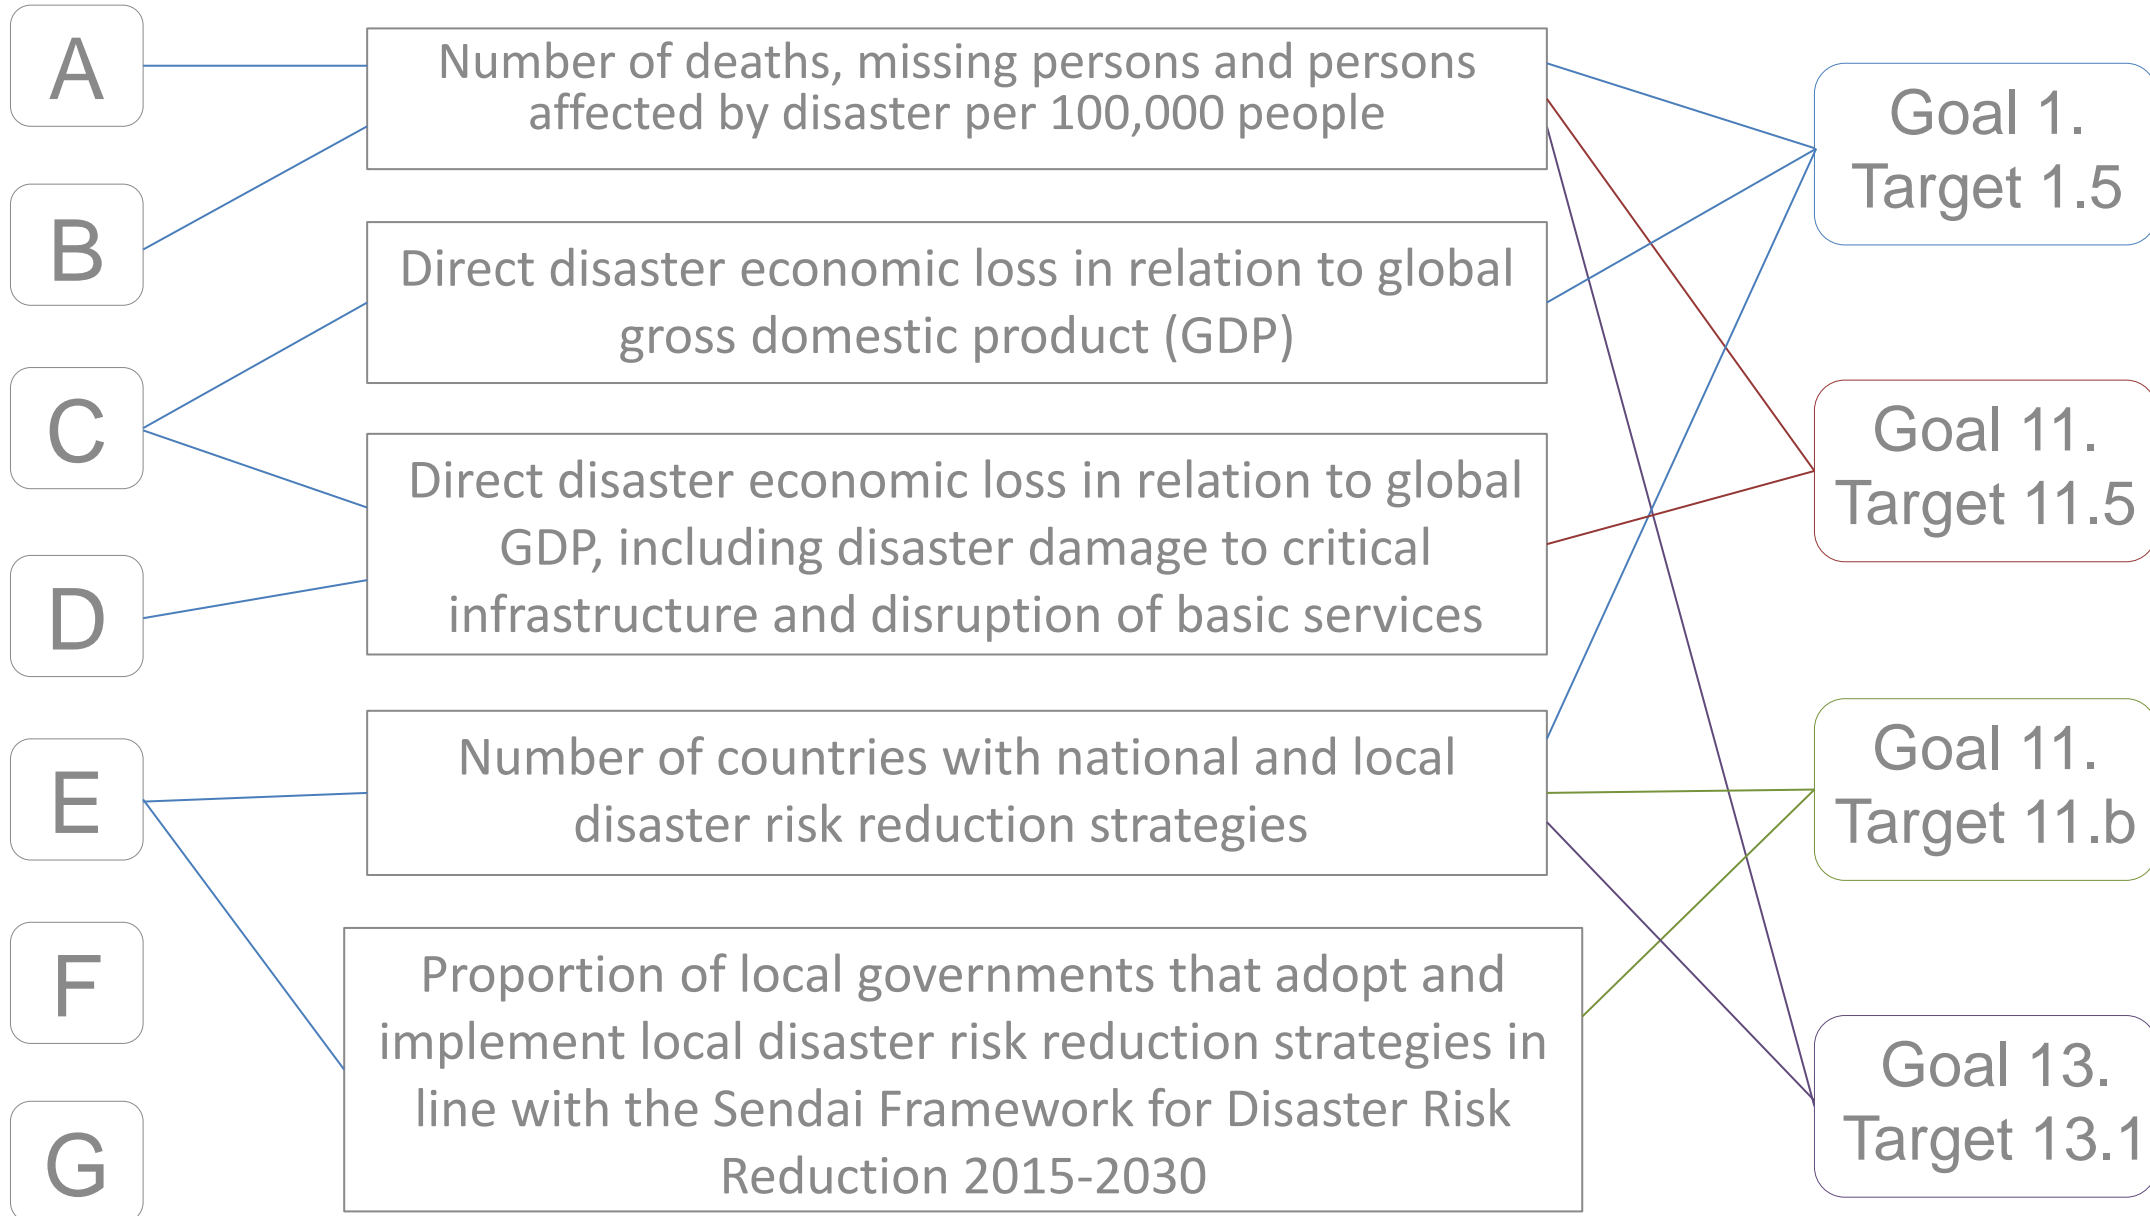 A
B
C
D
E
F
G
Number of deaths, missing persons and persons
affected by disaster per 100,000 people
Direct disaster economic loss in relation to global
gross domestic product (GDP)
Direct disaster economic loss in relation to global
GDP, including disaster damage to critical
infrastructure and disruption of basic services
Number of countries with national and local
disaster risk reduction strategies
Proportion of local governments that adopt and
implement local disaster risk reduction strategies in
line with the Sendai Framework for Disaster Risk
Reduction 2015-2030
Goal 1.
Target 1.5
Goal 11.
Target 11.5
Goal 11.
Target 11.b
Goal 13.
Target 13.1